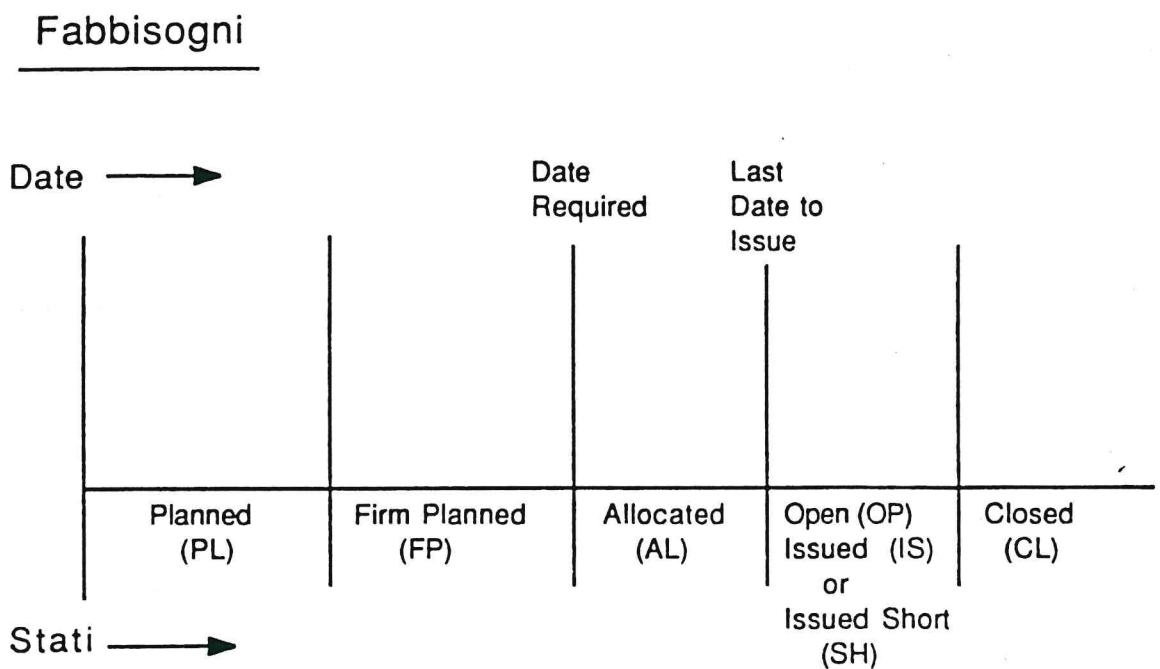 Fabbisogni
Date
Date
Required
Last
Date to
Issue
Planned
(PL)
Firm Planned
(FP)
Allocated
(AL)
Open (OP)
Issued (IS)
or
Issued Short
(SH)
Closed
(CL)
Stati